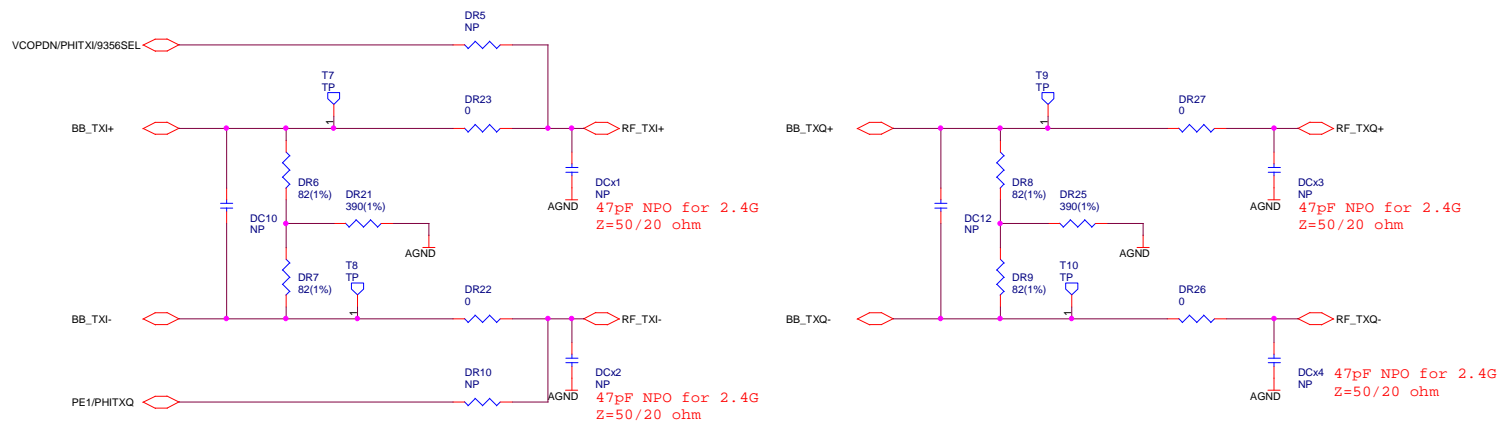 DR5
NP
VCOPDN/PHITXI/9356SEL
T7
TP
1
DR23
0
BB_TXI+
RF_TXI+
DR6
82(1%)
DR21
390(1%)
DCx1
NP
AGND
47pF NPO for 2.4G
Z=50/20 ohm
DC10
NP
AGND
DR7
82(1%)
T8
TP
1
DR22
0
BB_TXI-
RF_TXI-
DR10
NP
DCx2
NP
AGND
47pF NPO for 2.4G
Z=50/20 ohm
PE1/PHITXQ
T9
TP
1
DR27
0
BB_TXQ+
RF_TXQ+
DR8
82(1%)
DR25
390(1%)
DCx3
NP
AGND
47pF NPO for 2.4G
Z=50/20 ohm
DC12
NP
AGND
DR9
82(1%)
T10
TP
1
DR26
0
BB_TXQ-
RF_TXQ-
DCx4
NP
AGND
47pF NPO for 2.4G
Z=50/20 ohm